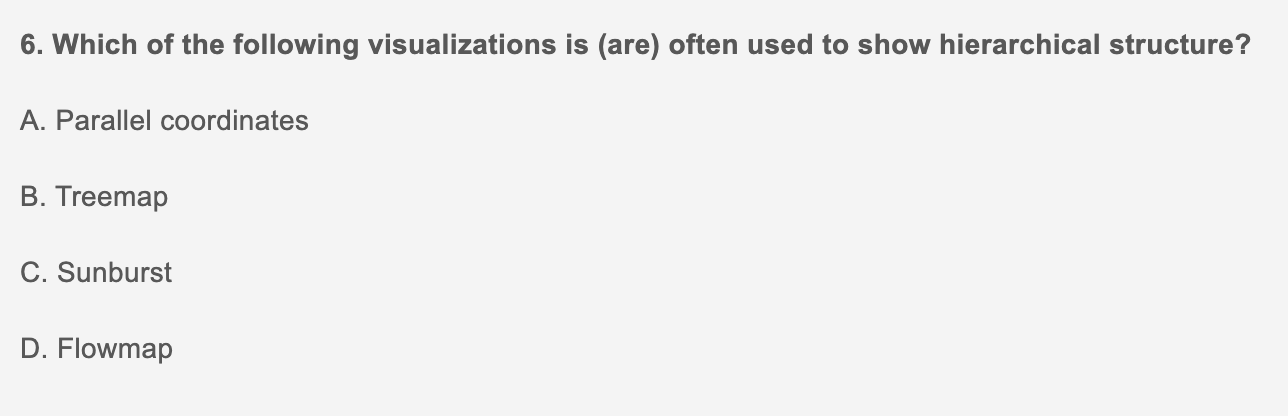 6. Which of the following visualizations is (are) often used to show hierarchical structure?
A. Parallel coordinates
B. Treemap
C. Sunburst
D. Flowmap